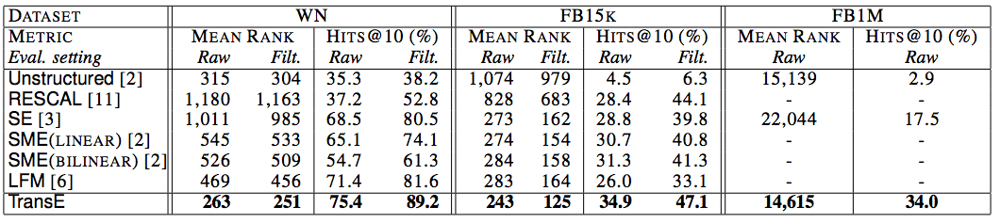 DATASET WN FB15K FB1M
METRIC MEAN RANK HITS@10 (%) MEAN RANK HITS@10 (%) MEAN RANK HITS@10 (%)
Eval. setting Raw Filt. Raw Filt. Raw Filt. Raw Filt. Raw Raw
Unstructured [2] 315 304 35.3 38.2 1,074 979 4.5 6.3 15,139 2.9
RESCAL [11] 1,180 1,163 37.2 52.8 828 683 28.4 44.1 - -
SE [3] 1,011 985 68.5 80.5 273 162 28.8 39.8 22,044 17.5
SME(LINEAR) [2] 545 533 65.1 74.1 274 154 30.7 40.8 - -
SME(BILINEAR) [2] 526 509 54.7 61.3 284 158 31.3 41.3 - -
LFM [6] 469 456 71.4 81.6 283 164 26.0 33.1 - -
TransE 263 251 75.4 89.2 243 125 34.9 47.1 14,615 34.0